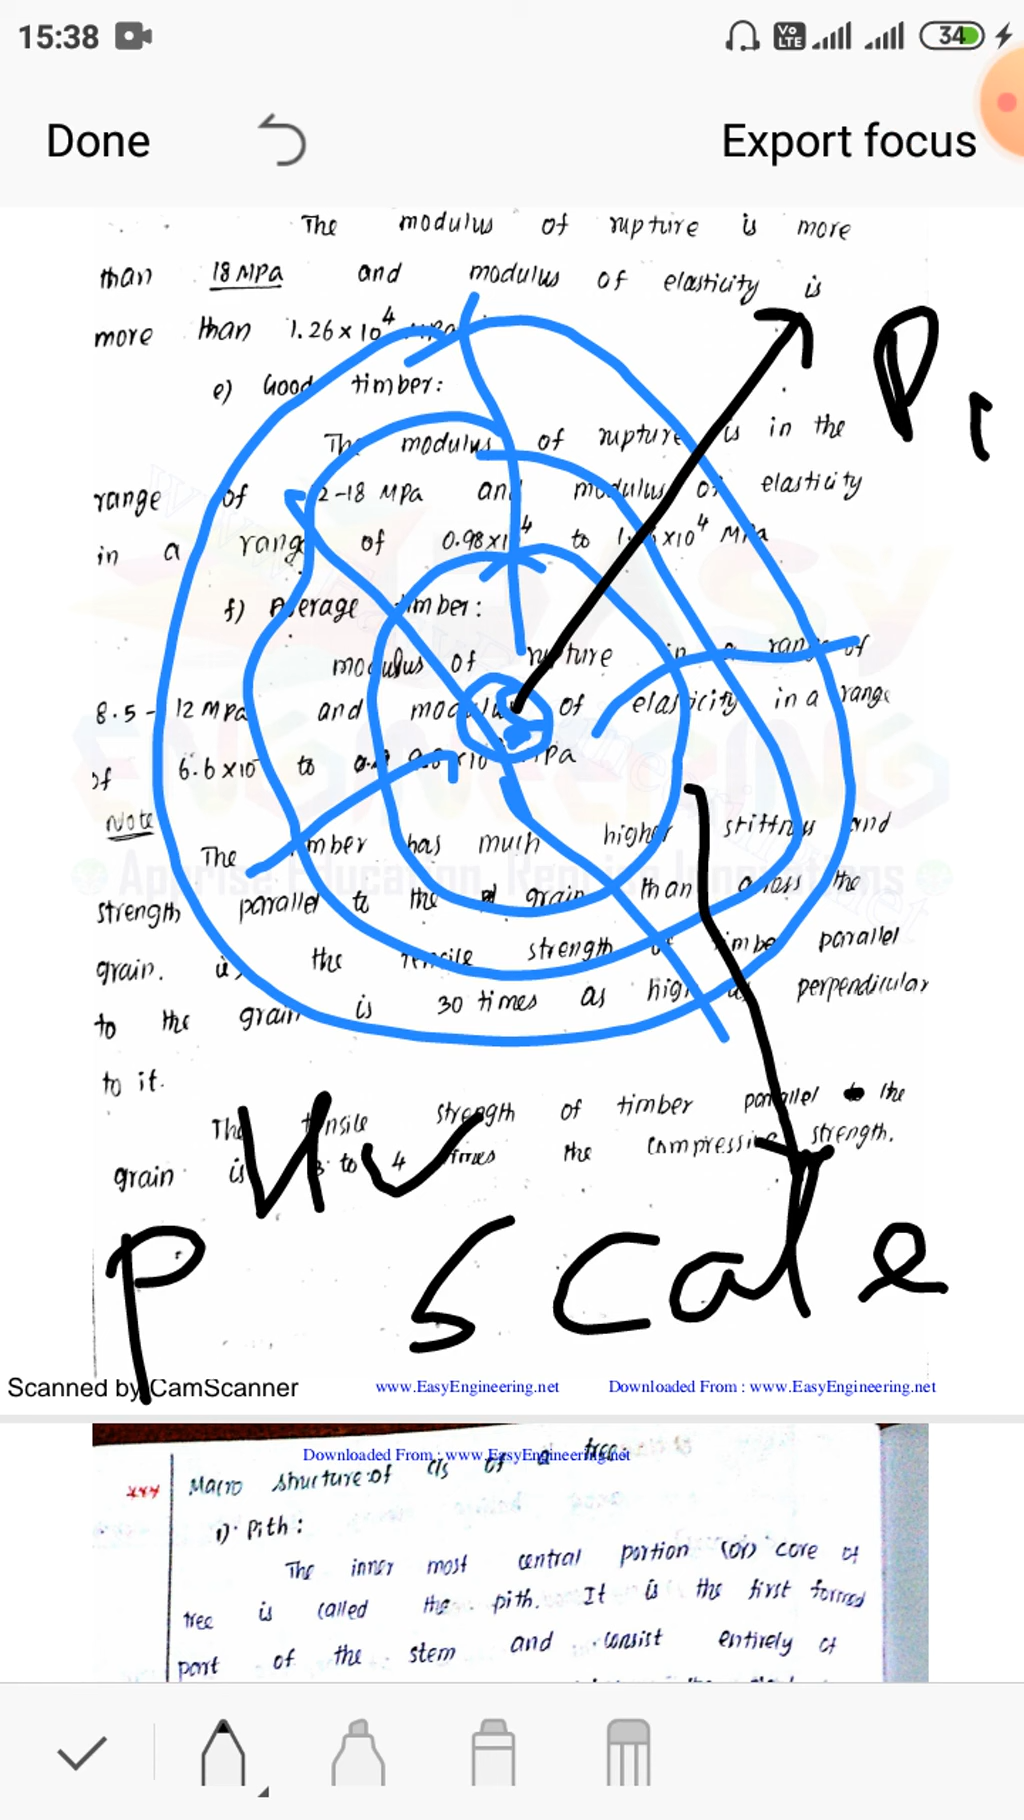 15:38
Vo LTE
34
Done
Export focus
The modulus of rupture is more
than 18 MPa and modulus of elasticity is
more than 1.26×10⁴ MPa
e) Good timber:
The modulus of rupture is in the
range of 12-18 MPa and modulus of elasticity
in a range of 0.98×10⁴ to 1. ×10⁴ MPa
f) Average timber:
modulus of rupture in a range of
8.5 - 12 MPa and modulus of elasticity in a range
of 6.6×10 to ×10 MPa
Note
The timber has much higher stiffness and
strength parallel to the grain than across the
grain. the tensile strength of timber parallel
to the grain is 30 times as high as perpendicular
to it.
The tensile strength of timber parallel to the
grain is 3 to 4 times the compressive strength.
P1
P scale
Scanned by CamScanner
www.EasyEngineering.net
Downloaded From : www.EasyEngineering.net
Downloaded From : www.EasyEngineering.net
Macro structure of c/s of a tree.
i) Pith:
The inner most central portion (or) core of
tree is called the pith. It is the first formed
part of the stem and consist entirely of